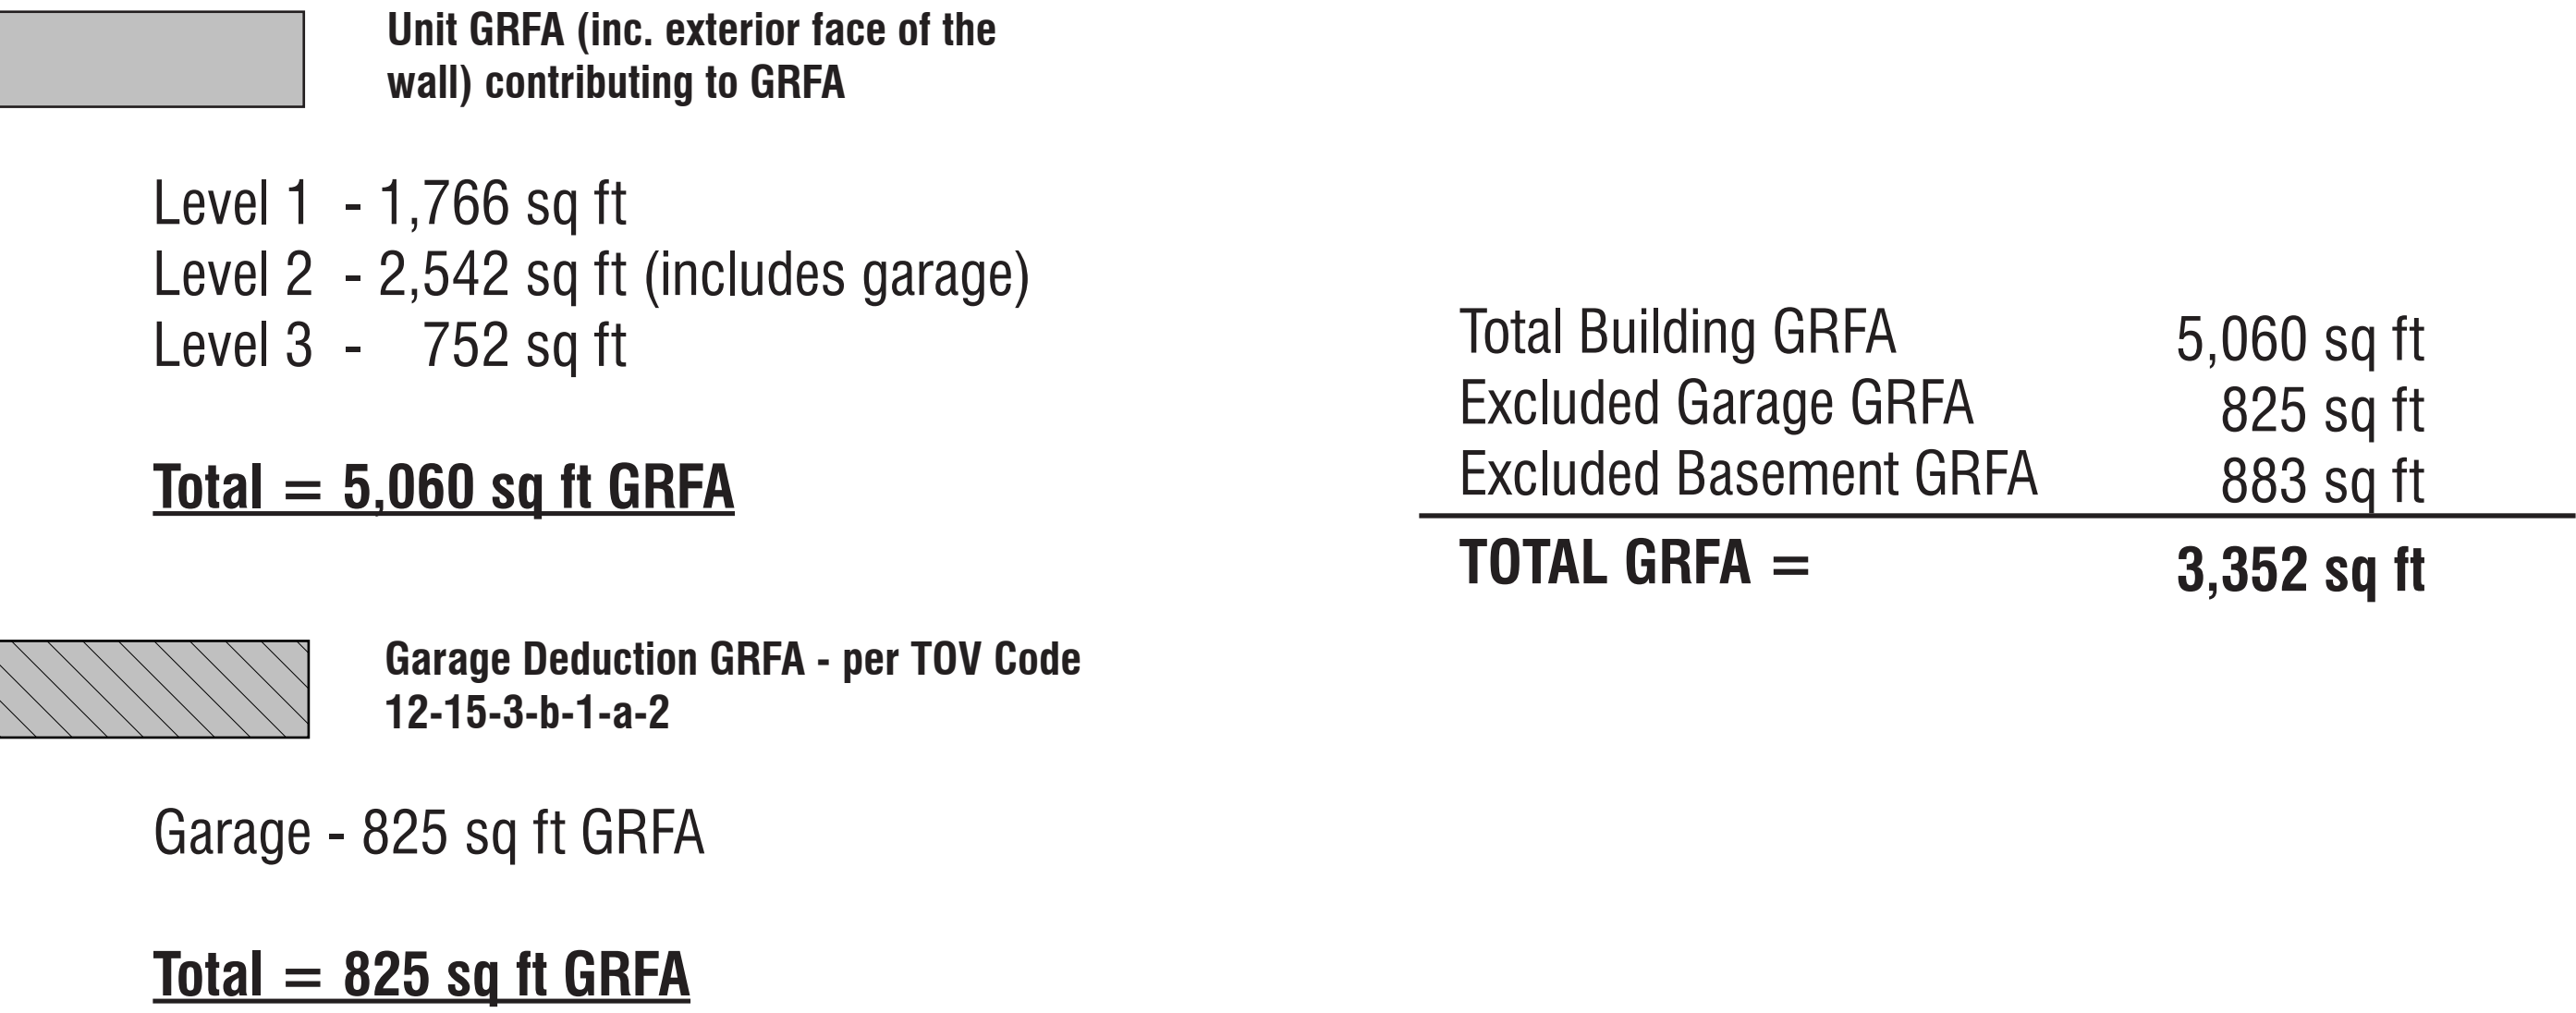 Unit GRFA (inc. exterior face of the
wall) contributing to GRFA
Level 1 - 1,766 sq ft
Level 2 - 2,542 sq ft (includes garage)
Level 3 - 752 sq ft
Total = 5,060 sq ft GRFA
Garage Deduction GRFA - per TOV Code
12-15-3-b-1-a-2
Garage - 825 sq ft GRFA
Total = 825 sq ft GRFA
Total Building GRFA 5,060 sq ft
Excluded Garage GRFA 825 sq ft
Excluded Basement GRFA 883 sq ft
TOTAL GRFA = 3,352 sq ft